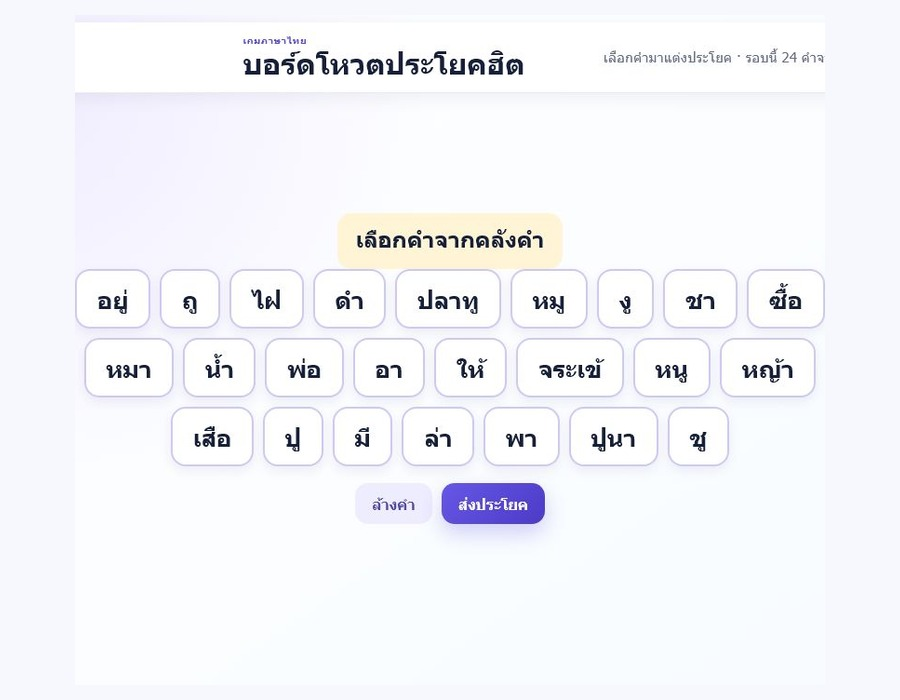 เกมภาษาไทย
บอร์ดโหวตประโยคฮิต
เลือกคำมาแต่งประโยค · รอบนี้ 24 คำจ
เลือกคำจากคลังคำ
อยู่ ถู ไฝ ดำ ปลาทู หมู งู ชา ซื้อ
หมา น้ำ พ่อ อา ให้ จระเข้ หนู หญ้า
เสือ ปู มี ล่า พา ปูนา ชู
ล้างคำ ส่งประโยค